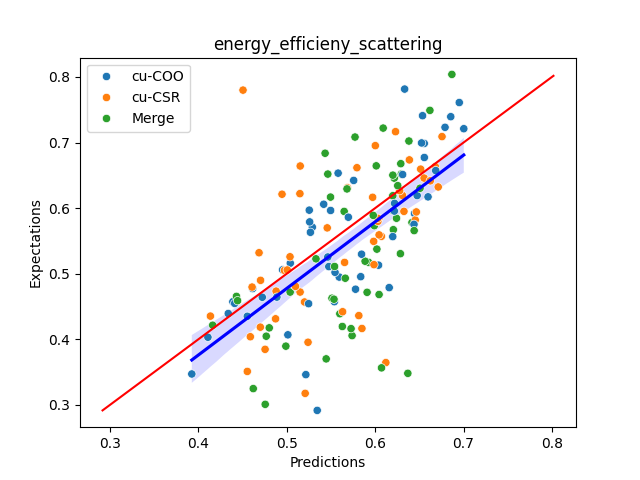 energy_efficieny_scattering
cu-COO
cu-CSR
Merge
0.8
0.7
0.6
0.5
0.4
0.3
Expectations
0.3 0.4 0.5 0.6 0.7 0.8
Predictions